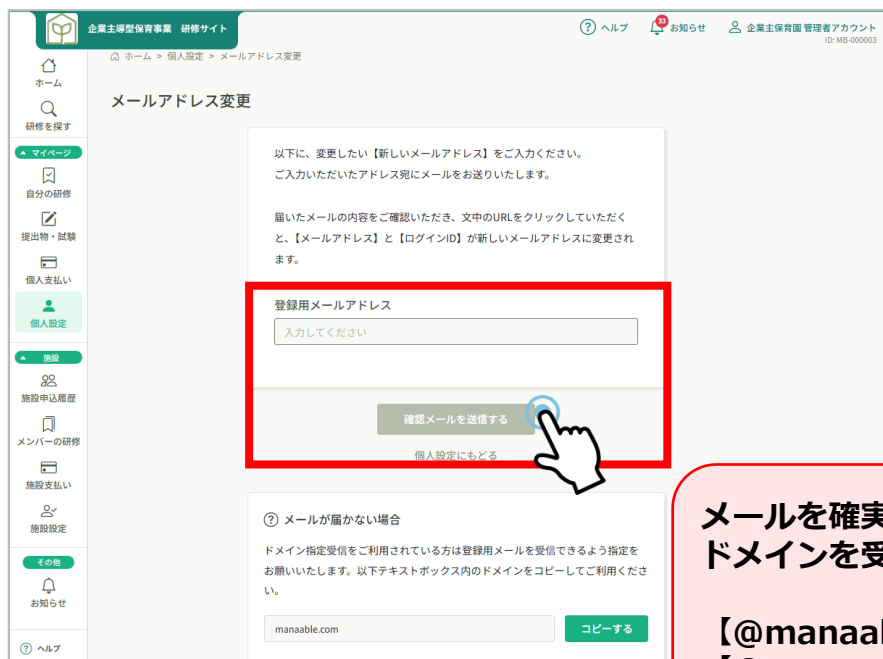 企業主導型保育事業 研修サイト
ヘルプ
33
お知らせ
企業主保育園 管理者アカウント
ID: MB-000003
ホーム > 個人設定 > メールアドレス変更
ホーム
研修を探す
マイページ
自分の研修
提出物・試験
個人支払い
個人設定
施設
施設申込履歴
メンバーの研修
施設支払い
施設設定
その他
お知らせ
ヘルプ
メールアドレス変更
以下に、変更したい【新しいメールアドレス】をご入力ください。
ご入力いただいたアドレス宛にメールをお送りいたします。
届いたメールの内容をご確認いただき、文中のURLをクリックしていただく
と、【メールアドレス】と【ログインID】が新しいメールアドレスに変更され
ます。
登録用メールアドレス
入力してください
確認メールを送信する
個人設定にもどる
メールが届かない場合
ドメイン指定受信をご利用されている方は登録用メールを受信できるよう指定を
お願いいたします。以下テキストボックス内のドメインをコピーしてご利用くださ
い。
manaable.com
コピーする
メールを確実
ドメインを受
【@manaa